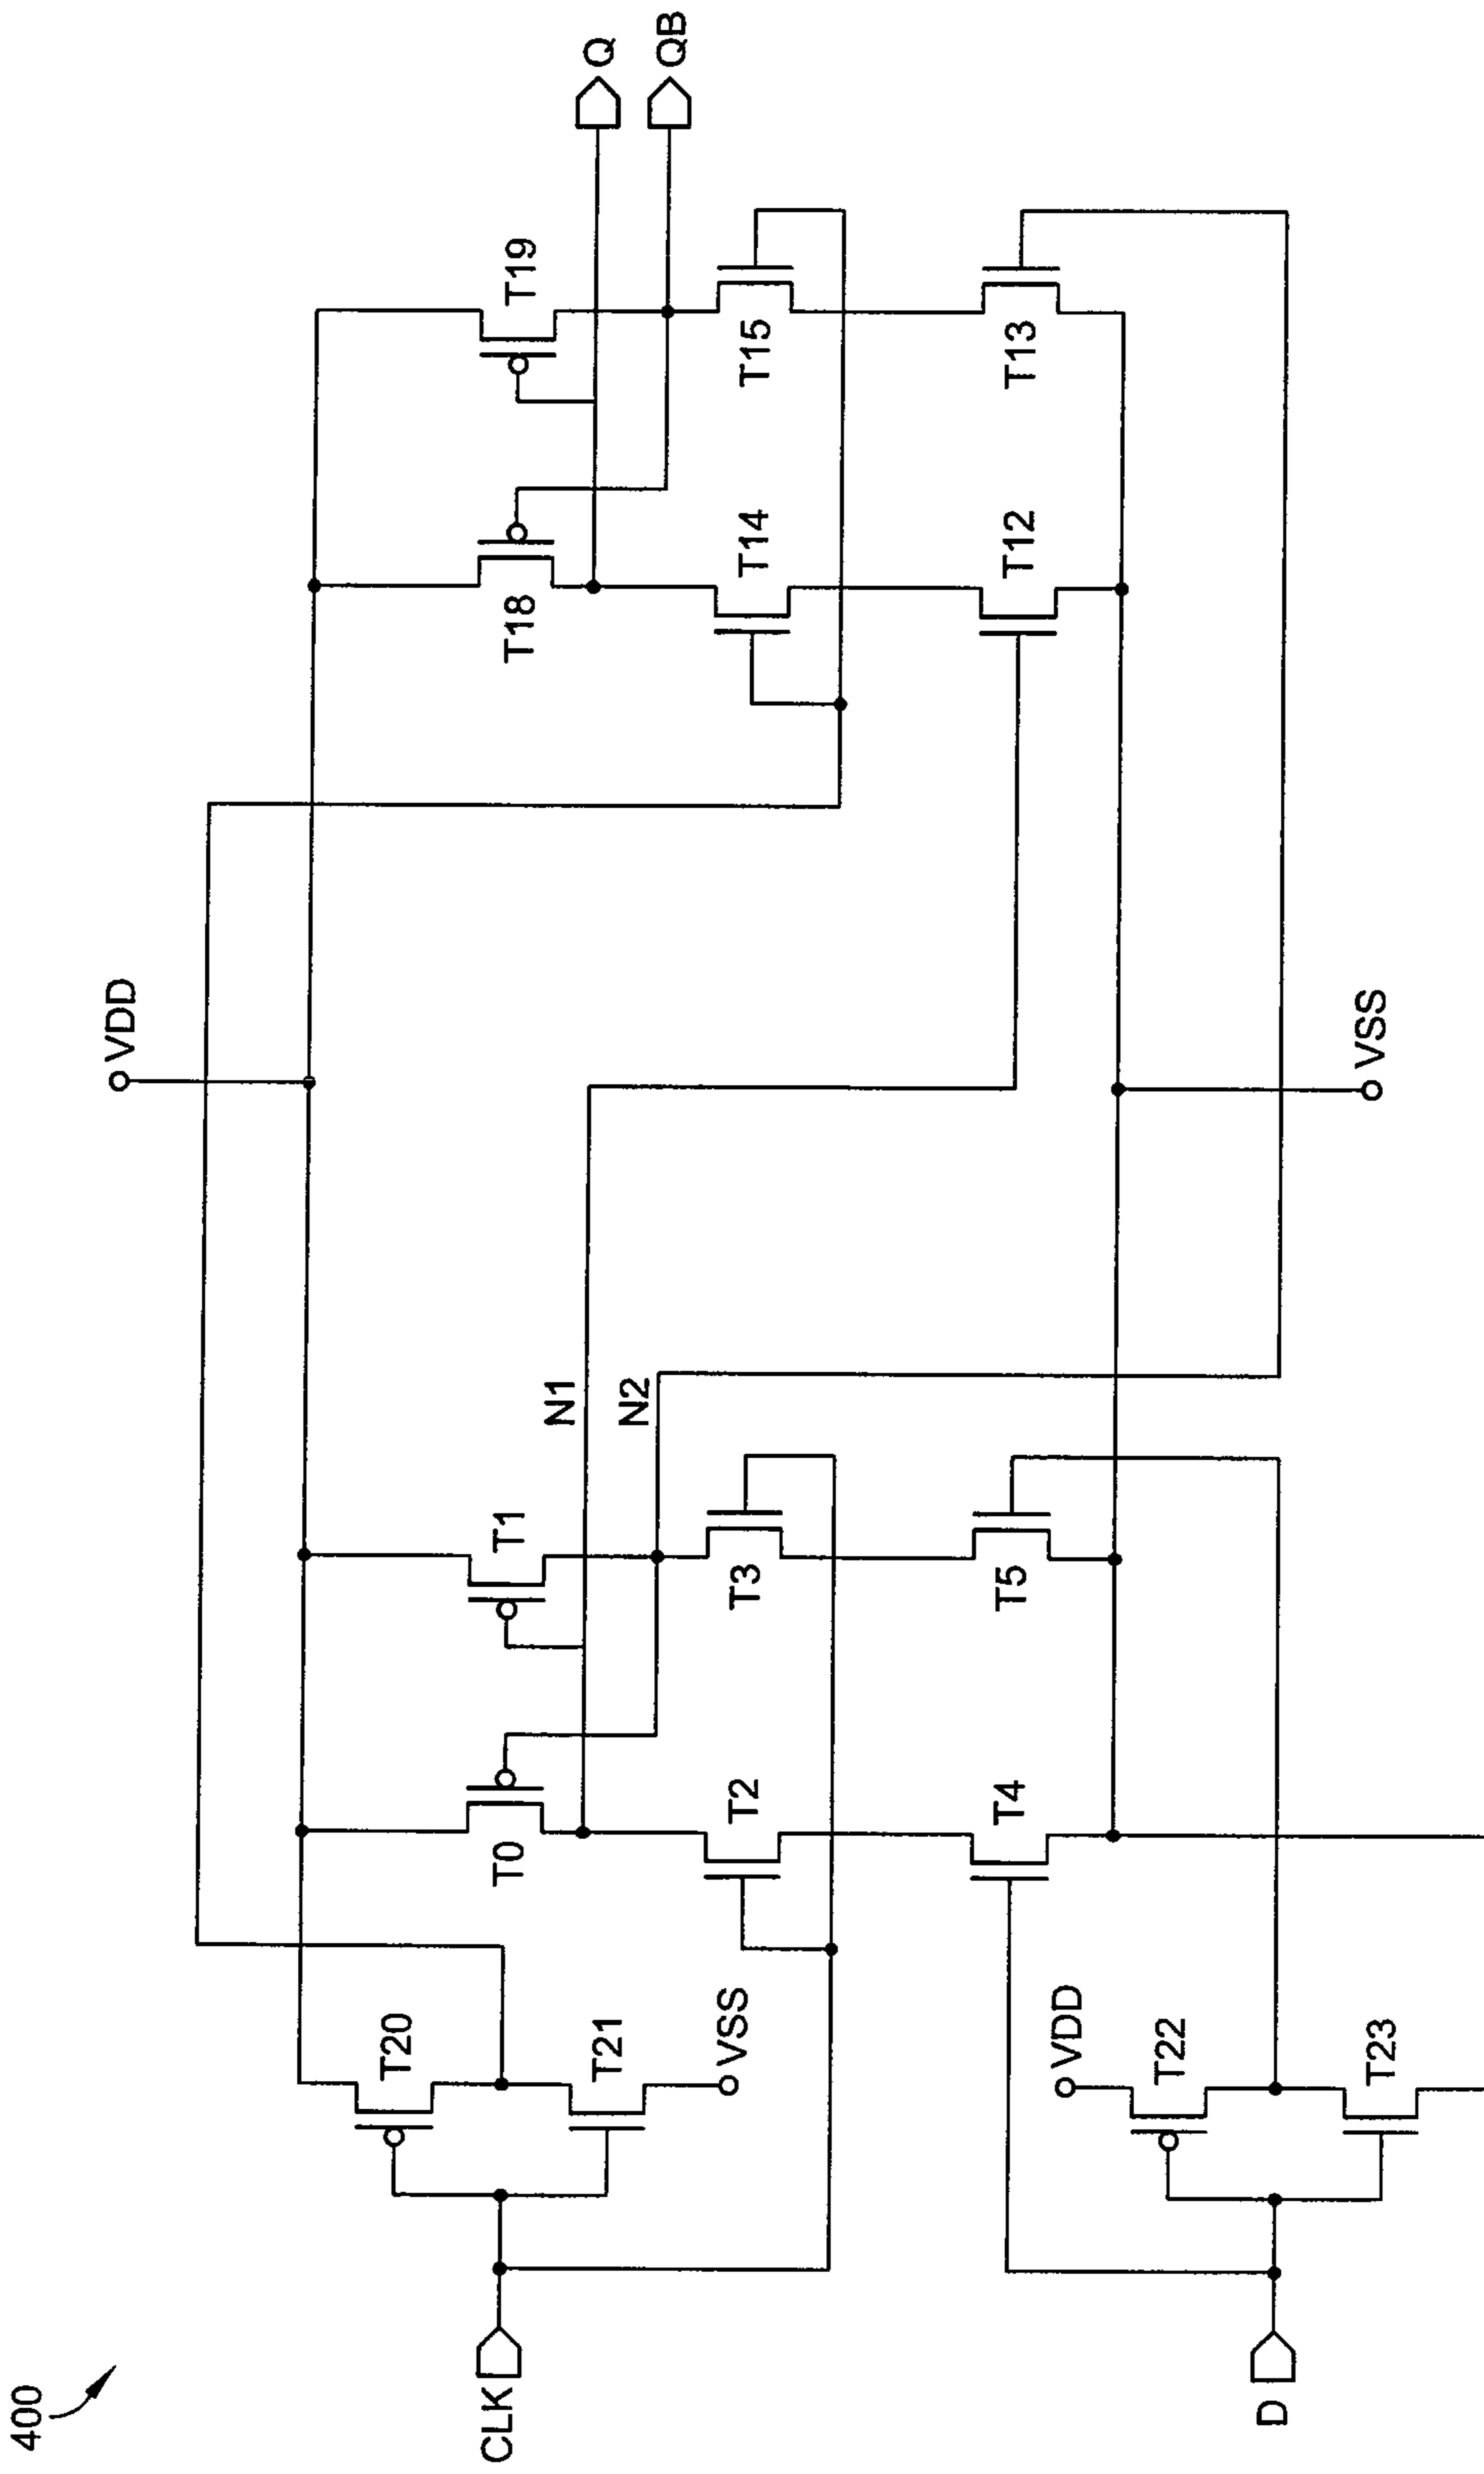 400
VDD
CLK
T20
T21
VSS
T0
T1
N1
N2
T2
T3
T4
T5
D
VDD
T22
T23
VSS
T18
T19
Q
QB
T14
T15
T12
T13